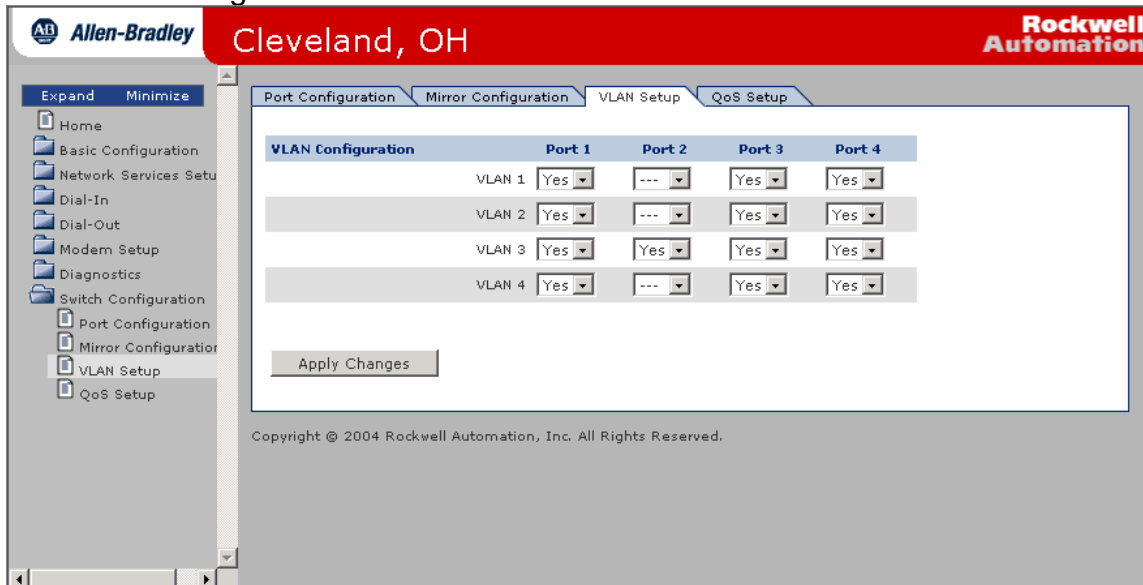 AB Allen-Bradley
Cleveland, OH
Rockwell
Automation
Expand Minimize
Home
Basic Configuration
Network Services Setu
Dial-In
Dial-Out
Modem Setup
Diagnostics
Switch Configuration
Port Configuration
Mirror Configuration
VLAN Setup
QoS Setup
Port Configuration Mirror Configuration VLAN Setup QoS Setup
VLAN Configuration Port 1 Port 2 Port 3 Port 4
VLAN 1 Yes --- Yes Yes
VLAN 2 Yes --- Yes Yes
VLAN 3 Yes Yes Yes Yes
VLAN 4 Yes --- Yes Yes
Apply Changes
Copyright © 2004 Rockwell Automation, Inc. All Rights Reserved.